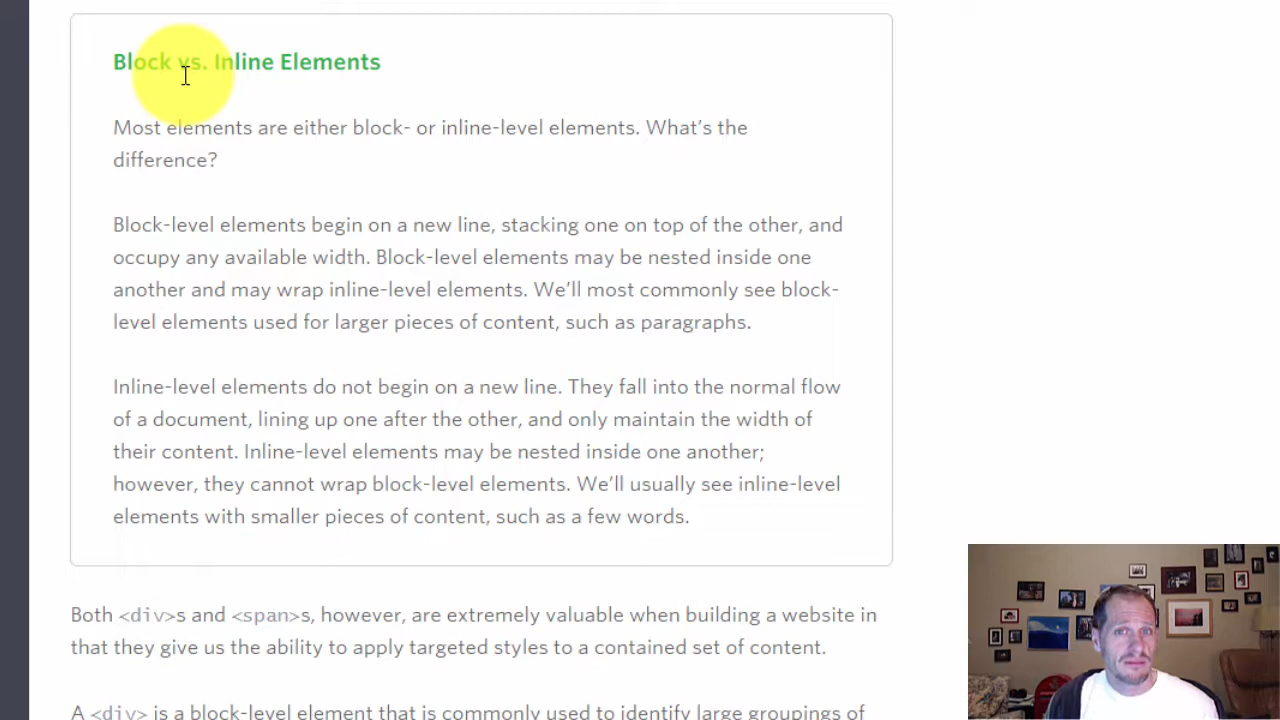 Block vs. Inline Elements
Most elements are either block- or inline-level elements. What’s the
difference?
Block-level elements begin on a new line, stacking one on top of the other, and
occupy any available width. Block-level elements may be nested inside one
another and may wrap inline-level elements. We’ll most commonly see block-
level elements used for larger pieces of content, such as paragraphs.
Inline-level elements do not begin on a new line. They fall into the normal flow
of a document, lining up one after the other, and only maintain the width of
their content. Inline-level elements may be nested inside one another;
however, they cannot wrap block-level elements. We’ll usually see inline-level
elements with smaller pieces of content, such as a few words.
Both <div>s and <span>s, however, are extremely valuable when building a website in
that they give us the ability to apply targeted styles to a contained set of content.
A <div> is a block-level element that is commonly used to identify large groupings of